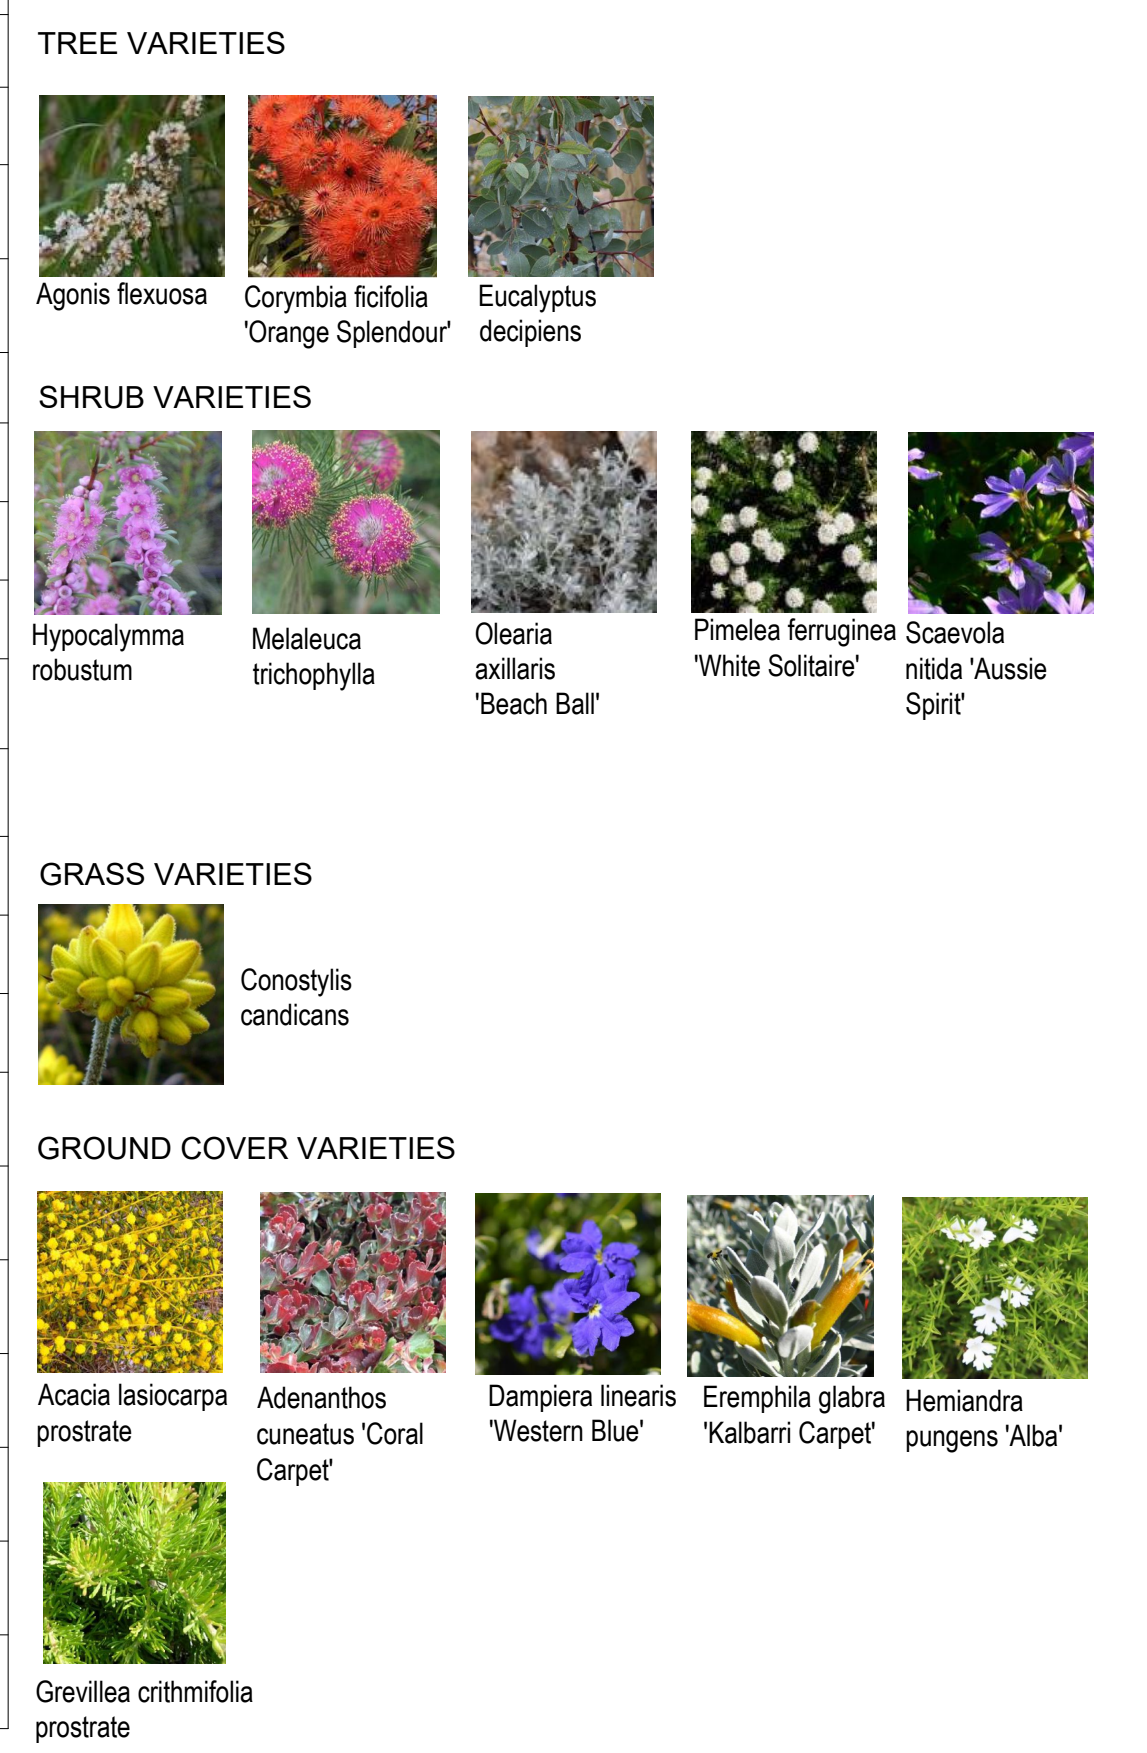 TREE VARIETIES
Agonis flexuosa
Corymbia ficifolia
'Orange Splendour'
Eucalyptus
decipiens
SHRUB VARIETIES
Hypocalymma
robustum
Melaleuca
trichophylla
Olearia
axillaris
'Beach Ball'
Pimelea ferruginea
'White Solitaire'
Scaevola
nitida 'Aussie
Spirit'
GRASS VARIETIES
Conostylis
candicans
GROUND COVER VARIETIES
Acacia lasiocarpa
prostrate
Adenanthos
cuneatus 'Coral
Carpet'
Dampiera linearis
'Western Blue'
Eremphila glabra
'Kalbarri Carpet'
Hemiandra
pungens 'Alba'
Grevillea crithmifolia
prostrate